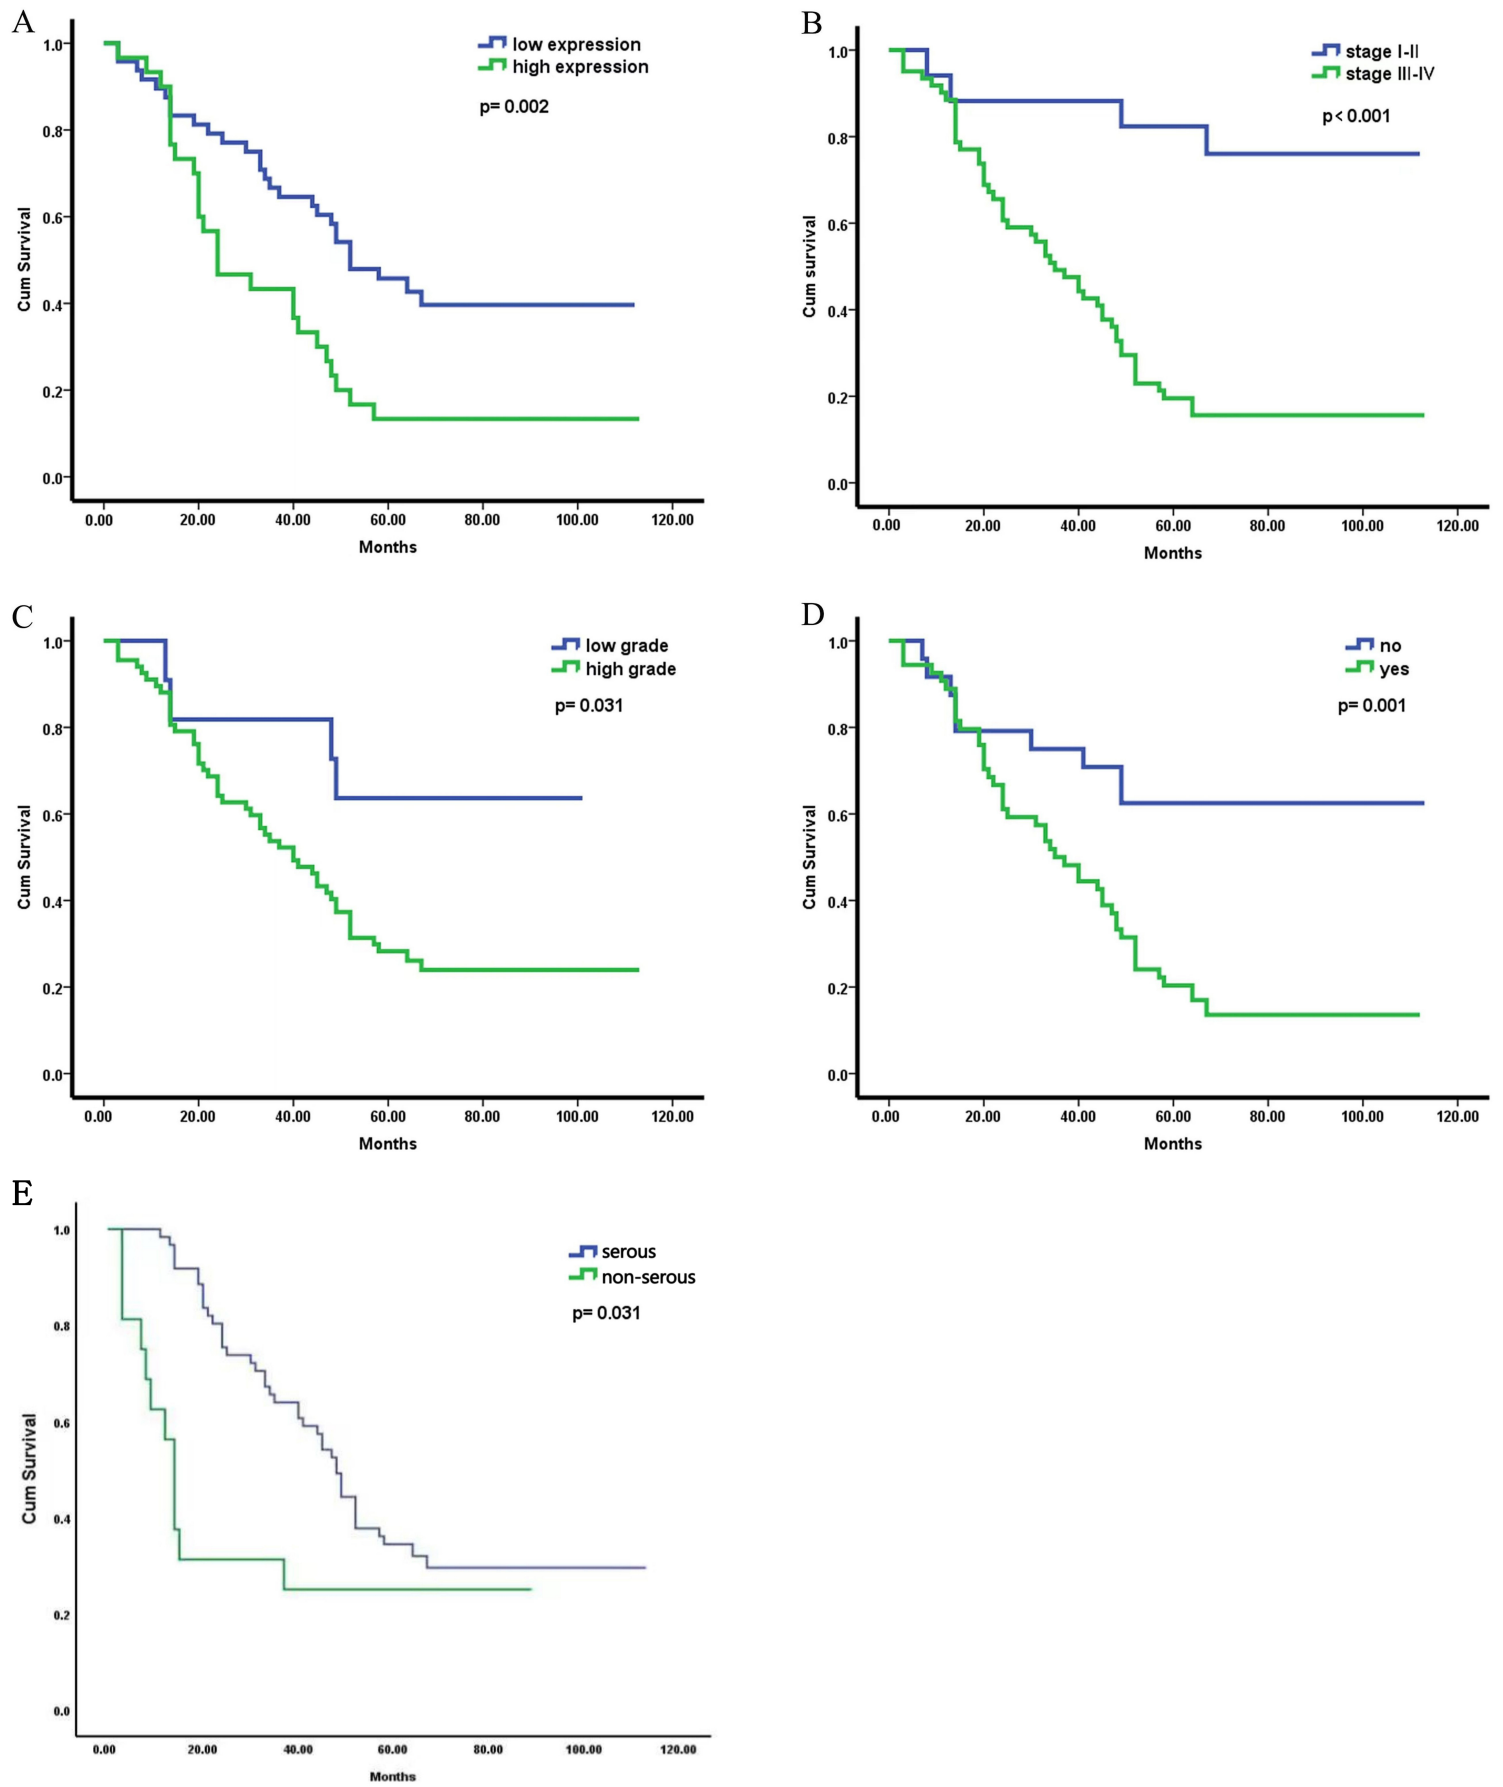 A
low expression
high expression
p= 0.002
1.0
0.8
0.6
0.4
0.2
0.0
Cum Survival
0.00 20.00 40.00 60.00 80.00 100.00 120.00
Months
B
stage I-II
stage III-IV
p< 0.001
1.0
0.8
0.6
0.4
0.2
0.0
Cum survival
0.00 20.00 40.00 60.00 80.00 100.00 120.00
Months
C
low grade
high grade
p= 0.031
1.0
0.8
0.6
0.4
0.2
0.0
Cum Survival
0.00 20.00 40.00 60.00 80.00 100.00 120.00
Months
D
no
yes
p= 0.001
1.0
0.8
0.6
0.4
0.2
0.0
Cum Survival
0.00 20.00 40.00 60.00 80.00 100.00 120.00
Months
E
serous
non-serous
p= 0.031
1.0
0.8
0.6
0.4
0.2
0.0
Cum Survival
0.00 20.00 40.00 60.00 80.00 100.00 120.00
Months